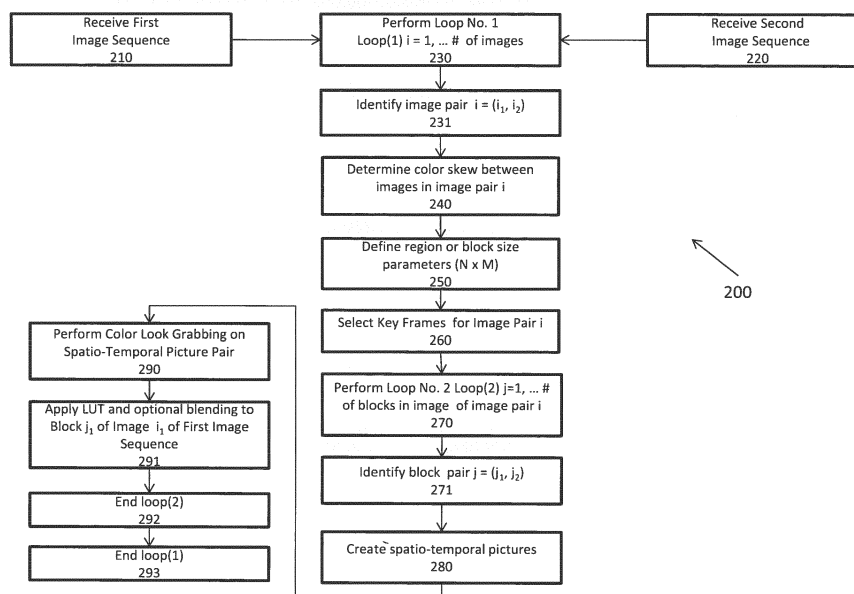 Receive First
Image Sequence
210
Perform Loop No. 1
Loop(1) i = 1, ... # of images
230
Receive Second
Image Sequence
220
Identify image pair i = (i₁, i₂)
231
Determine color skew between
images in image pair i
240
Define region or block size
parameters (N x M)
250
200
Select Key Frames for Image Pair i
260
Perform Loop No. 2 Loop(2) j=1, ... #
of blocks in image of image pair i
270
Identify block pair j = (j₁, j₂)
271
Create spatio-temporal pictures
280
Perform Color Look Grabbing on
Spatio-Temporal Picture Pair
290
Apply LUT and optional blending to
Block j₁ of Image i₁ of First Image
Sequence
291
End loop(2)
292
End loop(1)
293